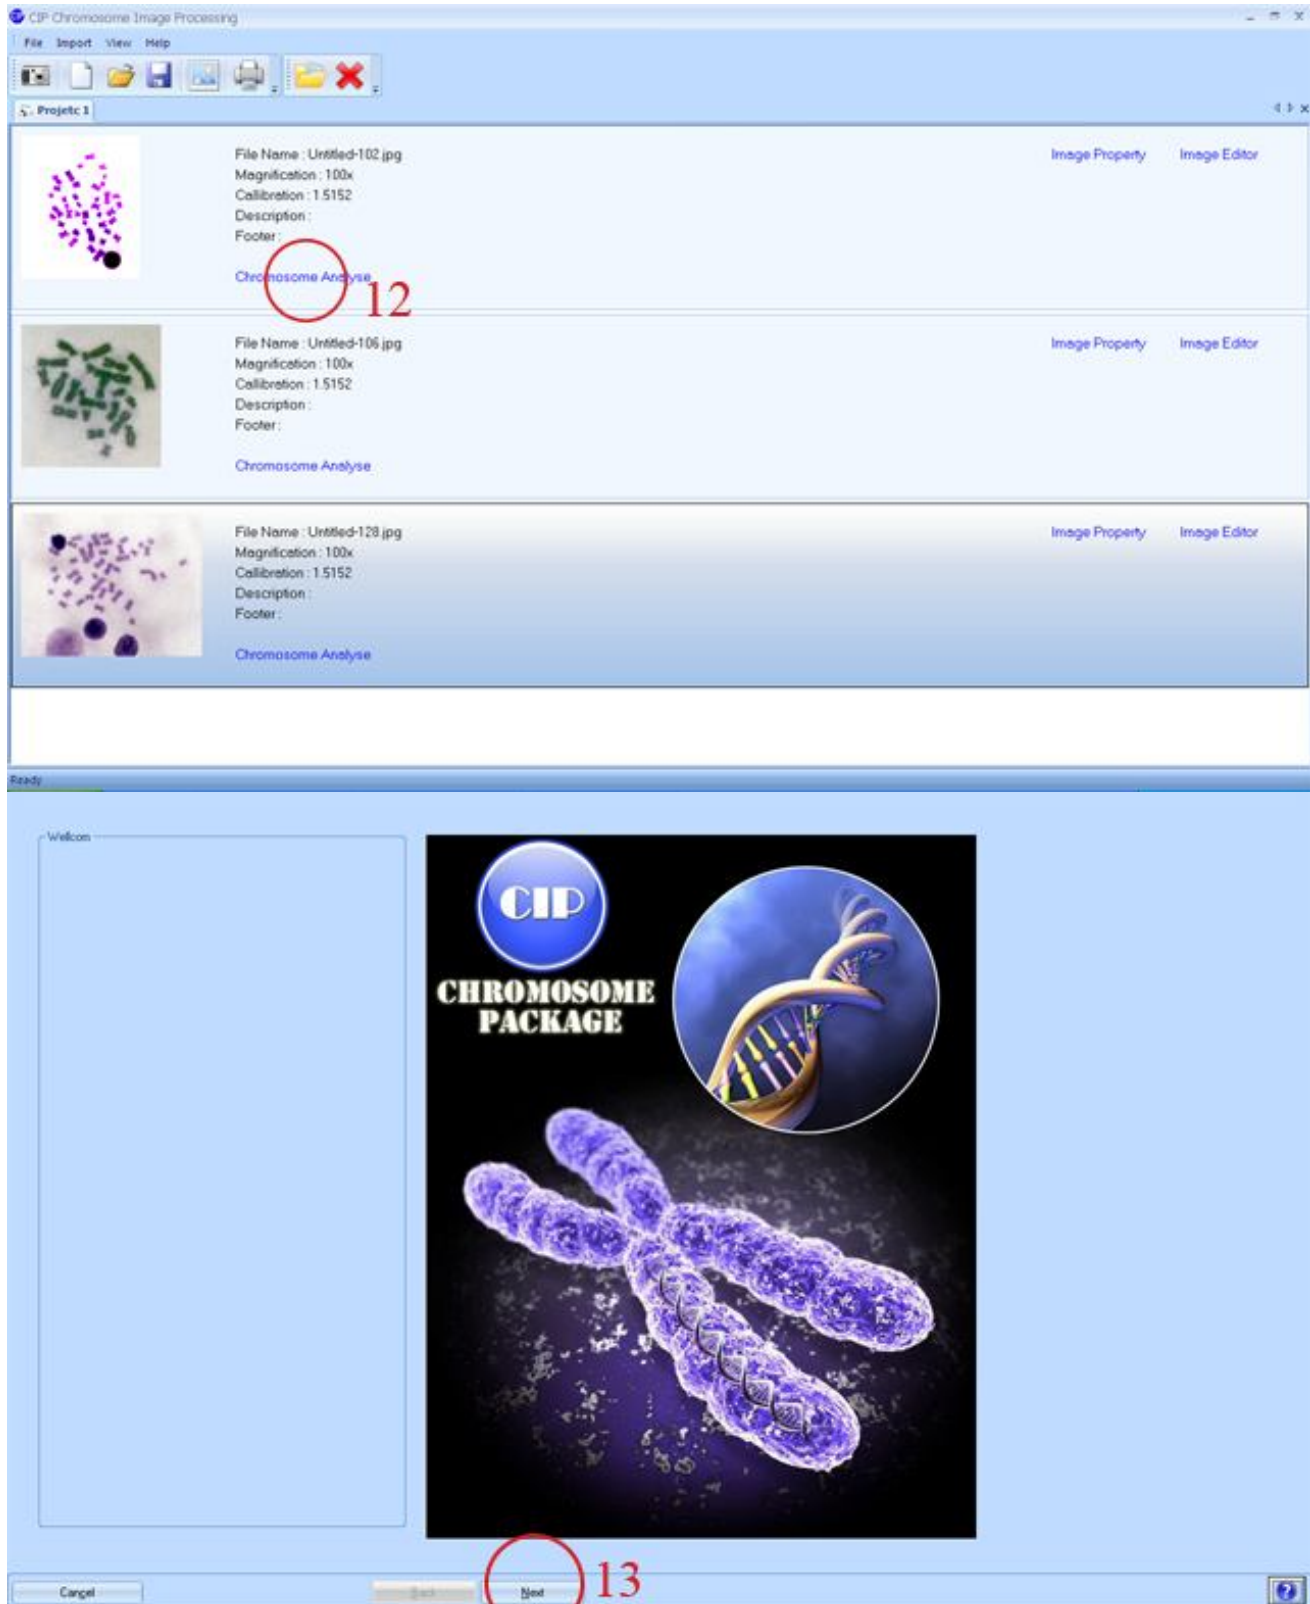 CIP CIP Chromosome Image Processing
File Import View Help
Projetc 1
File Name : Untitled-102.jpg
Image Property Image Editor
Magnification : 100x
Callibration : 1.5152
Description :
Footer :
Chromosome Analyse
12
File Name : Untitled-106.jpg
Image Property Image Editor
Magnification : 100x
Callibration : 1.5152
Description :
Footer :
Chromosome Analyse
File Name : Untitled-128.jpg
Image Property Image Editor
Magnification : 100x
Callibration : 1.5152
Description :
Footer :
Chromosome Analyse
Ready
Wellcom
CIP
CHROMOSOME
PACKAGE
Cancel Back Next 13 ?